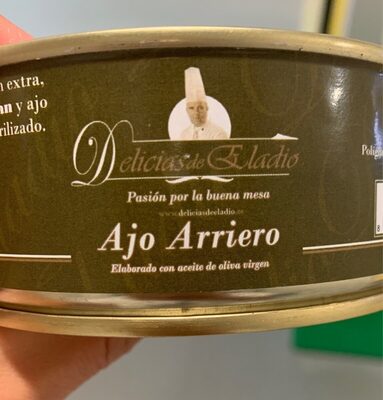 extra,
y ajo
Delicias de Eladio
Pasión por la buena mesa
www.deliciasdeeladio.es
Ajo Arriero
Elaborado con aceite de oliva virgen
8